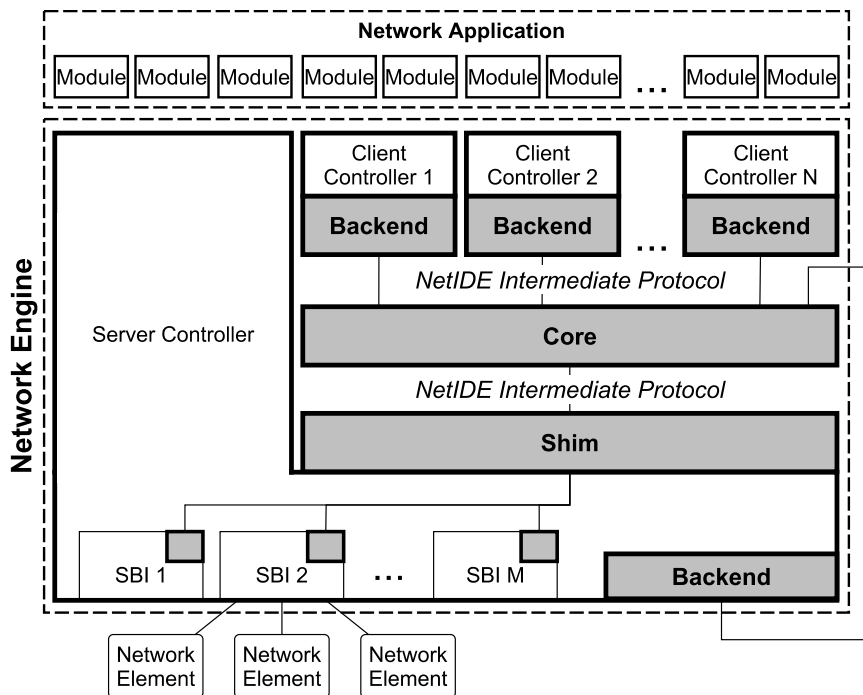 Network Application
Module Module Module Module Module Module Module ... Module Module
Network Engine
Server Controller
Client
Controller 1
Backend
Client
Controller 2
Backend
...
Client
Controller N
Backend
NetIDE Intermediate Protocol
Core
NetIDE Intermediate Protocol
Shim
SBI 1
SBI 2
...
SBI M
Backend
Network
Element
Network
Element
Network
Element